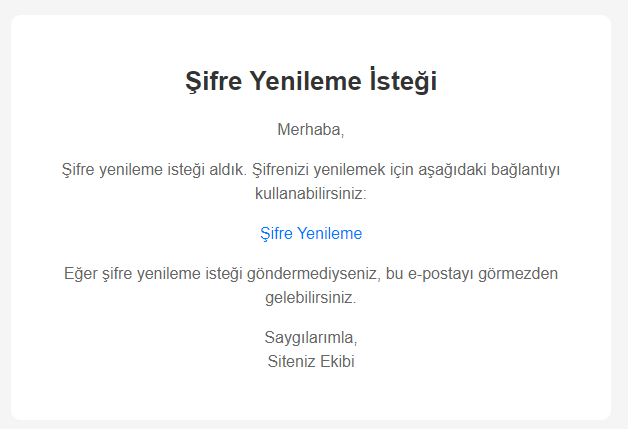 Şifre Yenileme İsteği
Merhaba,
Şifre yenileme isteği aldık. Şifrenizi yenilemek için aşağıdaki bağlantıyı
kullanabilirsiniz:
Şifre Yenileme
Eğer şifre yenileme isteği göndermediyseniz, bu e-postayı görmezden
gelebilirsiniz.
Saygılarımla,
Siteniz Ekibi